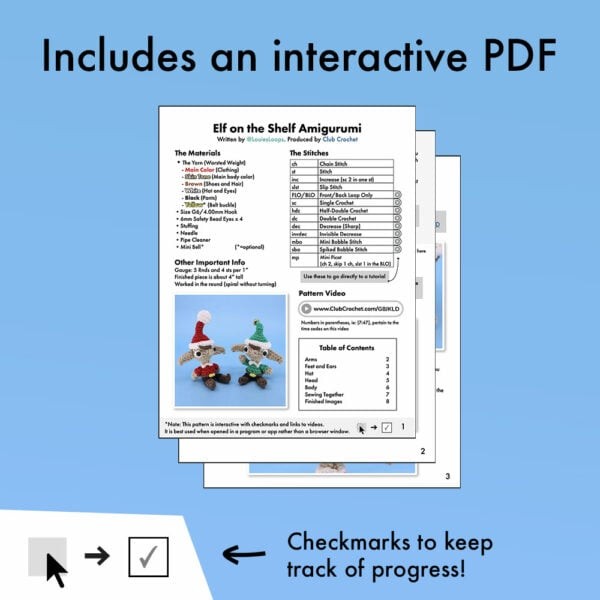 Includes an interactive PDF
Elf on the Shelf Amigurumi
Written by @LouieLoops. Produced by Club Crochet
The Materials
• The Yarn (Worsted Weight)
- Main Color (Clothing)
- Skin Tone (Main body color)
- Brown (Shoes and Hair)
- White (Hat and Eyes)
- Black (Pants)
- Yellow* (Belt buckle)
• Size G6/4.00mm Hook
• 6mm Safety Bead Eyes x 4
• Stuffing
• Needle
• Pipe Cleaner
• Mini Bell* (*=optional)
Other Important Info
Gauge: 5 Rnds and 4 sts per 1"
Finished piece is about 4" tall
Worked in the round (spiral without turning)
The Stitches
ch Chain Stitch
st Stitch
inc Increase (sc 2 in one st)
slst Slip Stitch
FLO/BLO Front/Back Loop Only
sc Single Crochet
hdc Half-Double Crochet
dc Double Crochet
dec Decrease (Sharp)
invdec Invisible Decrease
mbo Mini Bobble Stitch
sbo Spiked Bobble Stitch
mp Mini Picot
(ch 2, skip 1 ch, slst 1 in the BLO)
Use these to go directly to a tutorial
Pattern Video
www.ClubCrochet.com/GBJKLD
Numbers in parentheses, ie: [7:47], pertain to the
time codes on this video
Table of Contents
Arms 2
Feet and Ears 3
Hat 4
Head 5
Body 6
Sewing Together 7
Finished Images 8
*Note: This pattern is interactive with checkmarks and links to videos.
It is best used when opened in a program or app rather than a browser window.
1
here
2
3
Checkmarks to keep
track of progress!